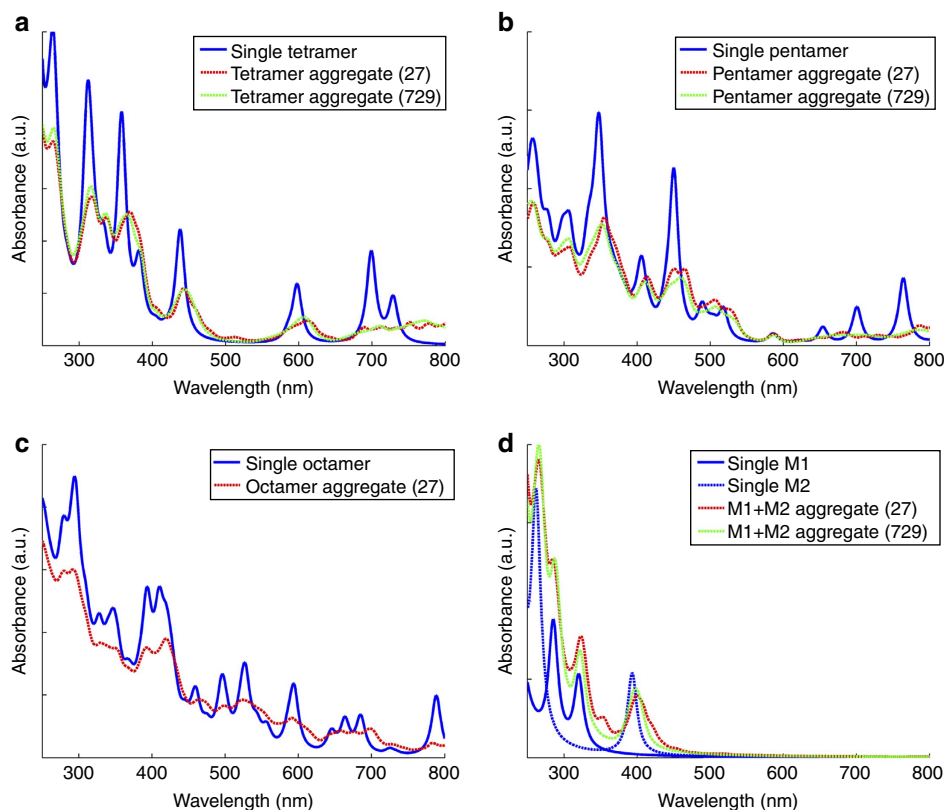 a
Single tetramer
Tetramer aggregate (27)
Tetramer aggregate (729)
Absorbance (a.u.)
300 400 500 600 700 800
Wavelength (nm)
b
Single pentamer
Pentamer aggregate (27)
Pentamer aggregate (729)
Absorbance (a.u.)
300 400 500 600 700 800
Wavelength (nm)
c
Single octamer
Octamer aggregate (27)
Absorbance (a.u.)
300 400 500 600 700 800
Wavelength (nm)
d
Single M1
Single M2
M1+M2 aggregate (27)
M1+M2 aggregate (729)
Absorbance (a.u.)
300 400 500 600 700 800
Wavelength (nm)